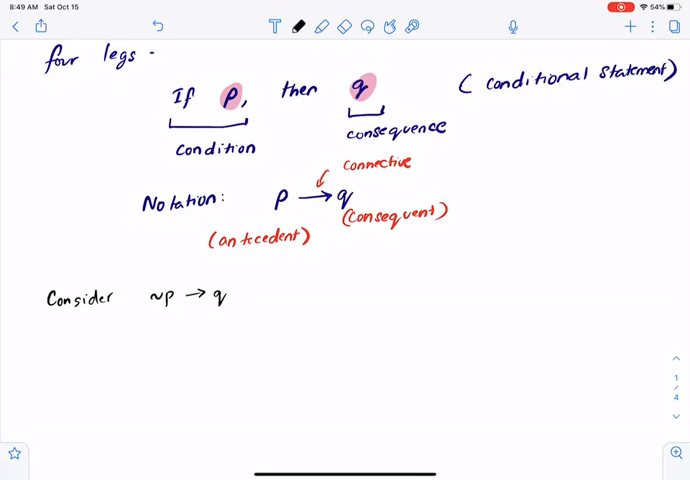 8:49 AM Sat Oct 15 54%
four legs -
If p, then q (Conditional Statement)
condition consequence
connective
Notation: p → q
(antecedent) (consequent)
Consider ~p → q
1
/
4